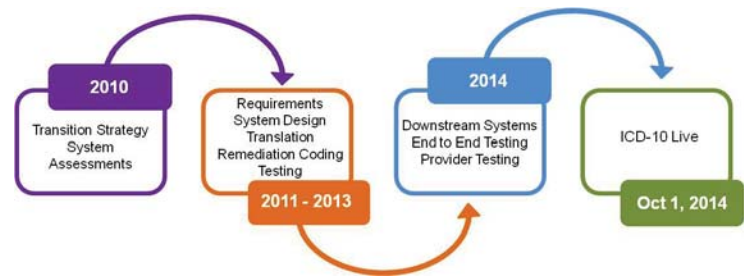 2010
Transition Strategy
System
Assessments
Requirements
System Design
Translation
Remediation Coding
Testing
2011 - 2013
2014
Downstream Systems
End to End Testing
Provider Testing
ICD-10 Live
Oct 1, 2014